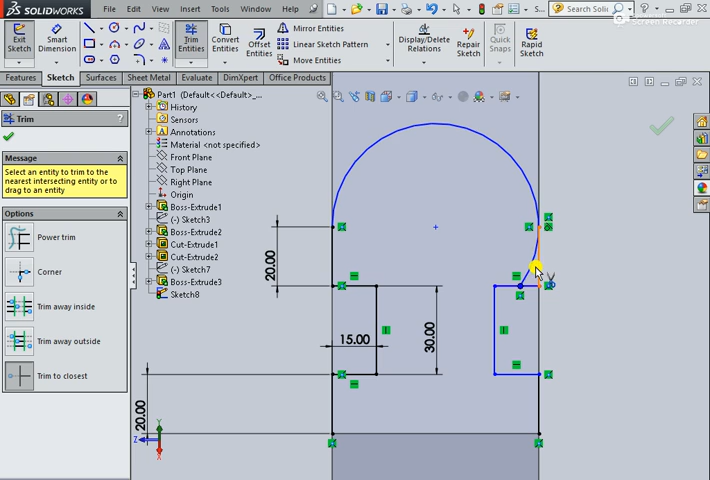 SOLIDWORKS File Edit View Insert Tools Window Help S... Search Solid
Screen Recorder
Exit Sketch Smart Dimension Trim Entities Convert Entities Offset Entities Mirror Entities Display/Delete Relations Repair Sketch Quick Snaps Rapid Sketch
Linear Sketch Pattern
Move Entities
Features Sketch Surfaces Sheet Metal Evaluate DimXpert Office Products
Part1 (Default<<Default>_...
History
Sensors
Annotations
Material <not specified>
Front Plane
Top Plane
Right Plane
Origin
Boss-Extrude1
(-) Sketch3
Boss-Extrude2
Cut-Extrude1
Cut-Extrude2
(-) Sketch7
Boss-Extrude3
Sketch8
Trim ?
Message
Select an entity to trim to the
nearest intersecting entity or to
drag to an entity
Options
Power trim
Corner
Trim away inside
Trim away outside
Trim to closest
20.00
15.00
30.00
20.00
Y
Z
X